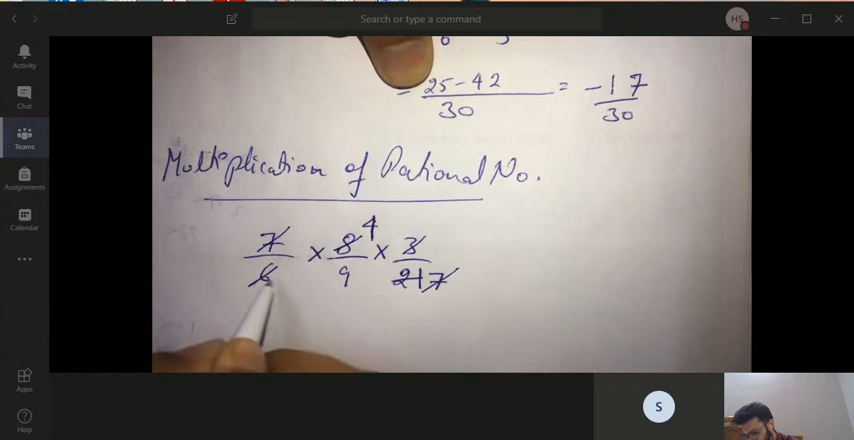 Search or type a command
HS
Activity
Chat
Teams
Assignments
Calendar
Apps
Help
= 25-42 / 30 = -17 / 30
Multiplication of Rational No.
7/6 × 8/9 4 × 3/21 7
S